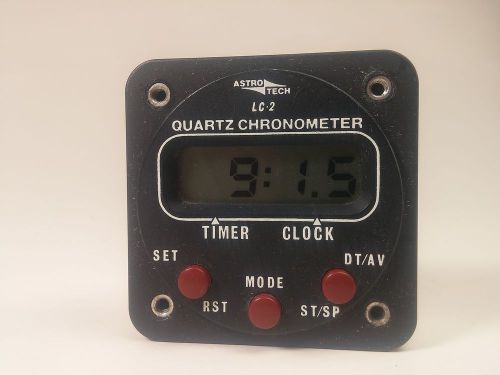 ASTRO TECH
LC-2
QUARTZ CHRONOMETER
9:1.5
TIMER CLOCK
SET DT/AV
MODE
RST ST/SP